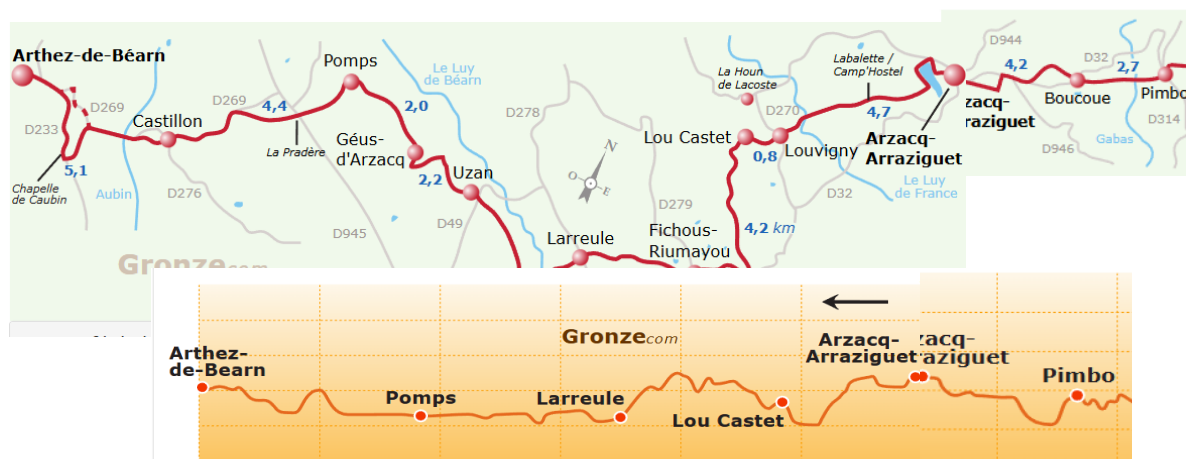 Arthez-de-Béarn
D269
D233
5,1
Chapelle
de Caubin
Aubin
Castillon
D276
D269
4,4
La Pradère
Pomps
2,0
Géus-
d'Arzacq
2,2
Uzan
D945
D49
Le Luy
de Béarn
D278
N
O
E
Larreule
D279
Fichous-
Riumayou
4,2 km
La Houn
de Lacoste
Lou Castet
0,8
D270
Louvigny
Labalette /
Camp'Hostel
4,7
Arzacq-
Arraziguet
D32
Le Luy
de France
zacq-
raziguet
D944
4,2
D32
2,7
Boucoue
Pimbo
D946
Gabas
D314
Gronze.com
Arthez-
de-Bearn
Pomps
Larreule
Gronze.com
Lou Castet
Arzacq-
Arraziguet
zacq-
aziguet
Pimbo